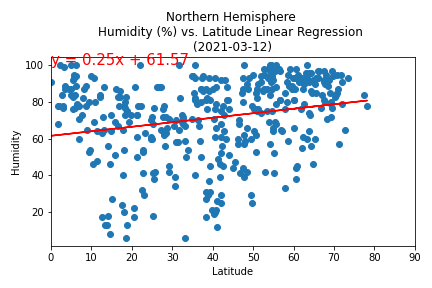 Northern Hemisphere
Humidity (%) vs. Latitude Linear Regression
(2021-03-12)
y = 0.25x + 61.57
100
80
60
40
20
Humidity
0 10 20 30 40 50 60 70 80 90
Latitude